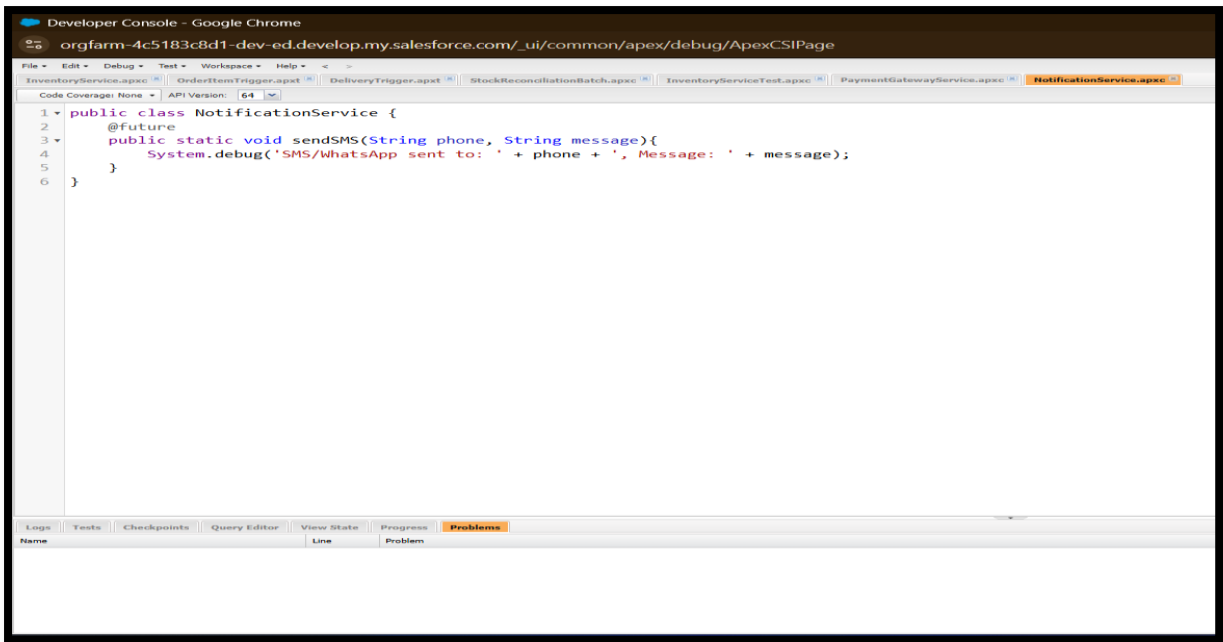 Developer Console - Google Chrome
orgfarm-4c5183c8d1-dev-ed.develop.my.salesforce.com/_ui/common/apex/debug/ApexCSIPage
File Edit Debug Test Workspace Help < >
InventoryService.apxc OrderItemTrigger.apxt DeliveryTrigger.apxt StockReconciliationBatch.apxc InventoryServiceTest.apxc PaymentGatewayService.apxc NotificationService.apxc
Code Coverage: None API Version: 64
1 public class NotificationService {
2 @future
3 public static void sendSMS(String phone, String message){
4 System.debug('SMS/WhatsApp sent to: ' + phone + ', Message: ' + message);
5 }
6 }
Logs Tests Checkpoints Query Editor View State Progress Problems
Name Line Problem